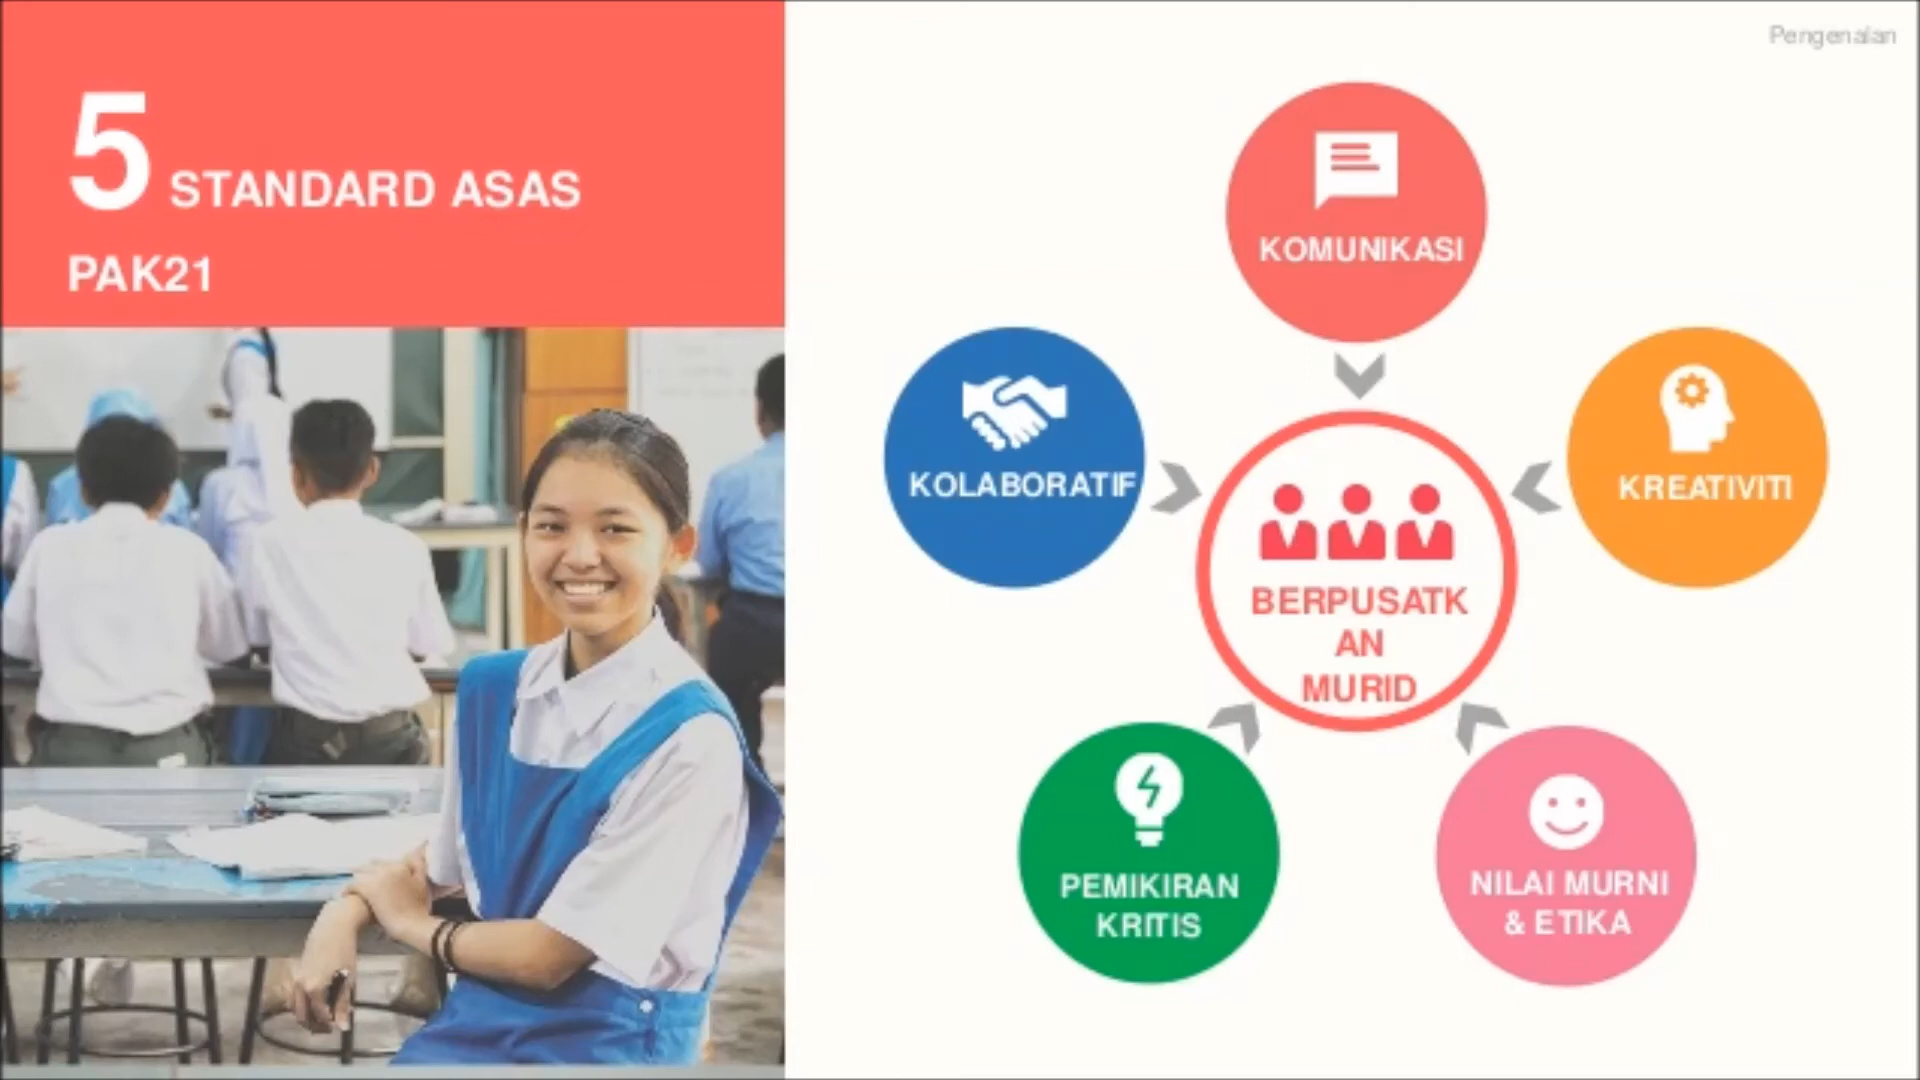 Pengenalan
5 STANDARD ASAS
PAK21
KOMUNIKASI
KOLABORATIF
KREATIVITI
BERPUSATK
AN
MURID
PEMIKIRAN
KRITIS
NILAI MURNI
& ETIKA